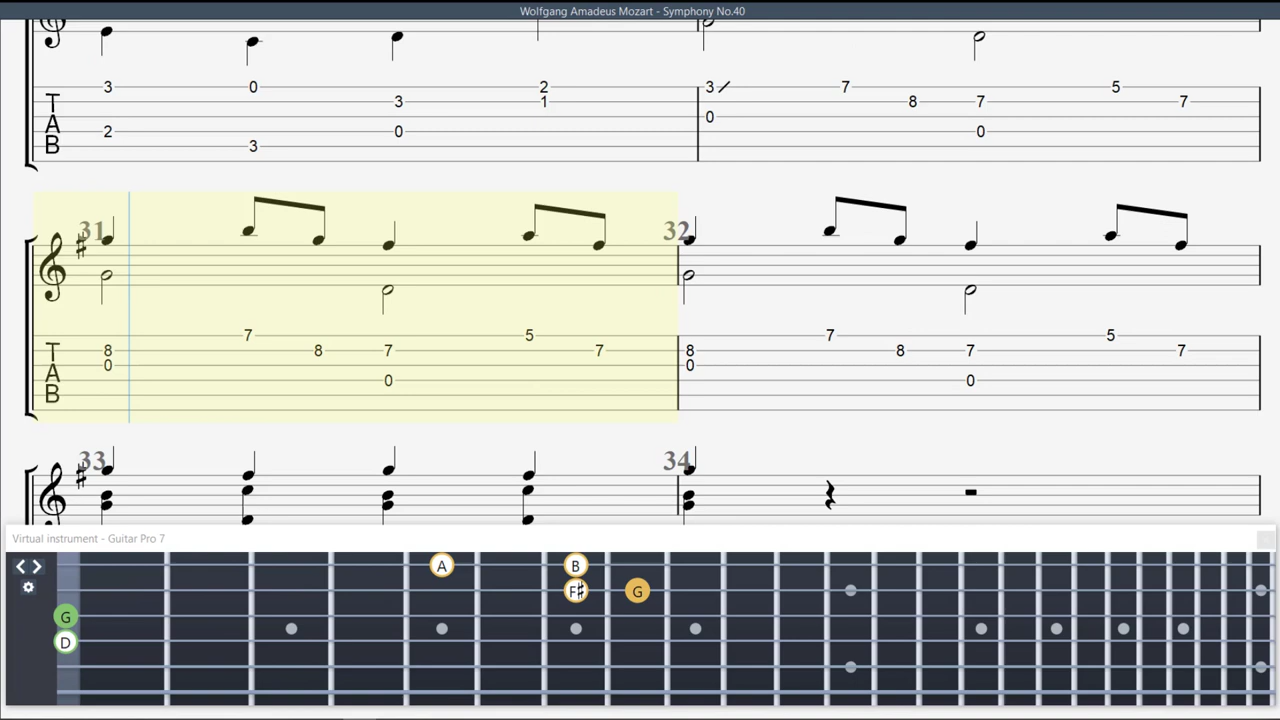 Wolfgang Amadeus Mozart - Symphony No.40
3 0 2 3 / 7 5
T 3 1 8 7 7
A 0
B 2 0 0
3
31 32
7 5 7 5
T 8 8 7 7 8 8 7 7
A 0 0
B 0 0
33 34
Virtual instrument - Guitar Pro 7
A B
F# G
G
D